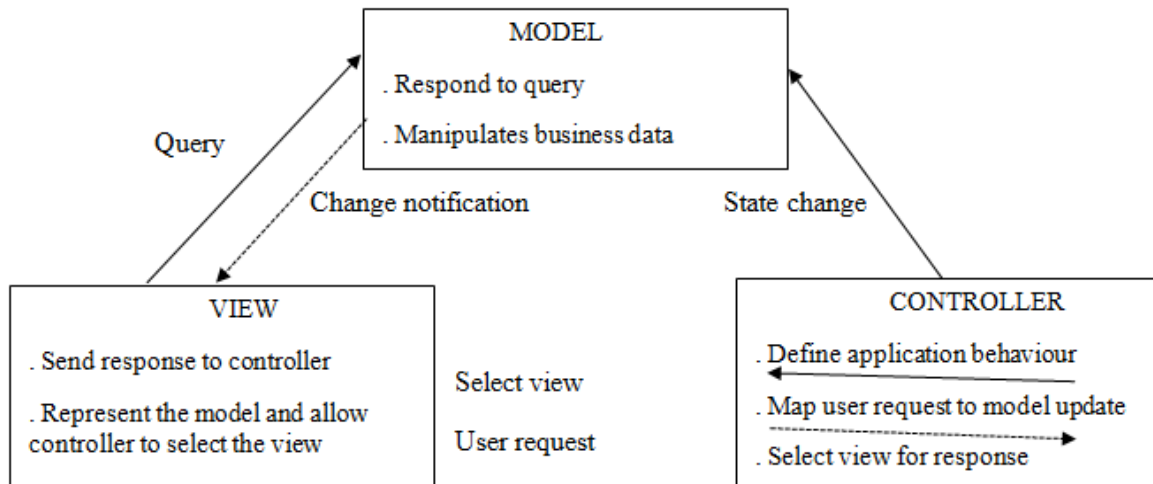 MODEL
. Respond to query
. Manipulates business data
Query
Change notification
State change
VIEW
. Send response to controller
. Represent the model and allow
controller to select the view
Select view
User request
CONTROLLER
. Define application behaviour
. Map user request to model update
. Select view for response